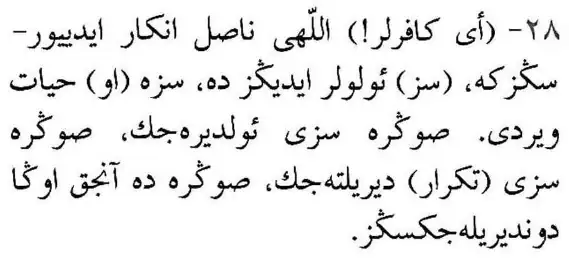 ٢٨- (أى كافرلر!) اللّهى ناصل انكار ايدييور-
سڭزكه، (سز) ئولولر ايديڭز ده، سزه (او) حيات
ويردى. صوڭره سزى ئولديره‌جك، صوڭره
سزى (تكرار) ديريلته‌جك، صوڭره ده آنجق اوڭا
دونديريله‌جكسڭز.